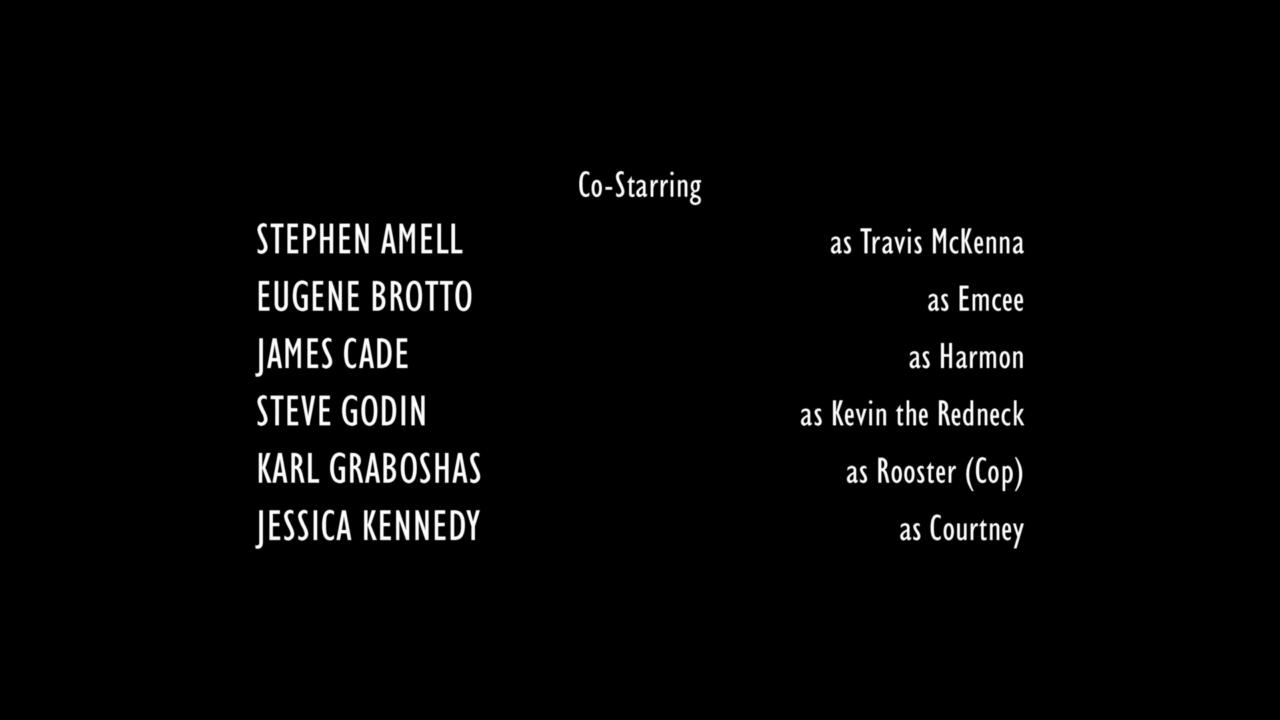 Co-Starring
STEPHEN AMELL as Travis McKenna
EUGENE BROTTO as Emcee
JAMES CADE as Harmon
STEVE GODIN as Kevin the Redneck
KARL GRABOSHAS as Rooster (Cop)
JESSICA KENNEDY as Courtney